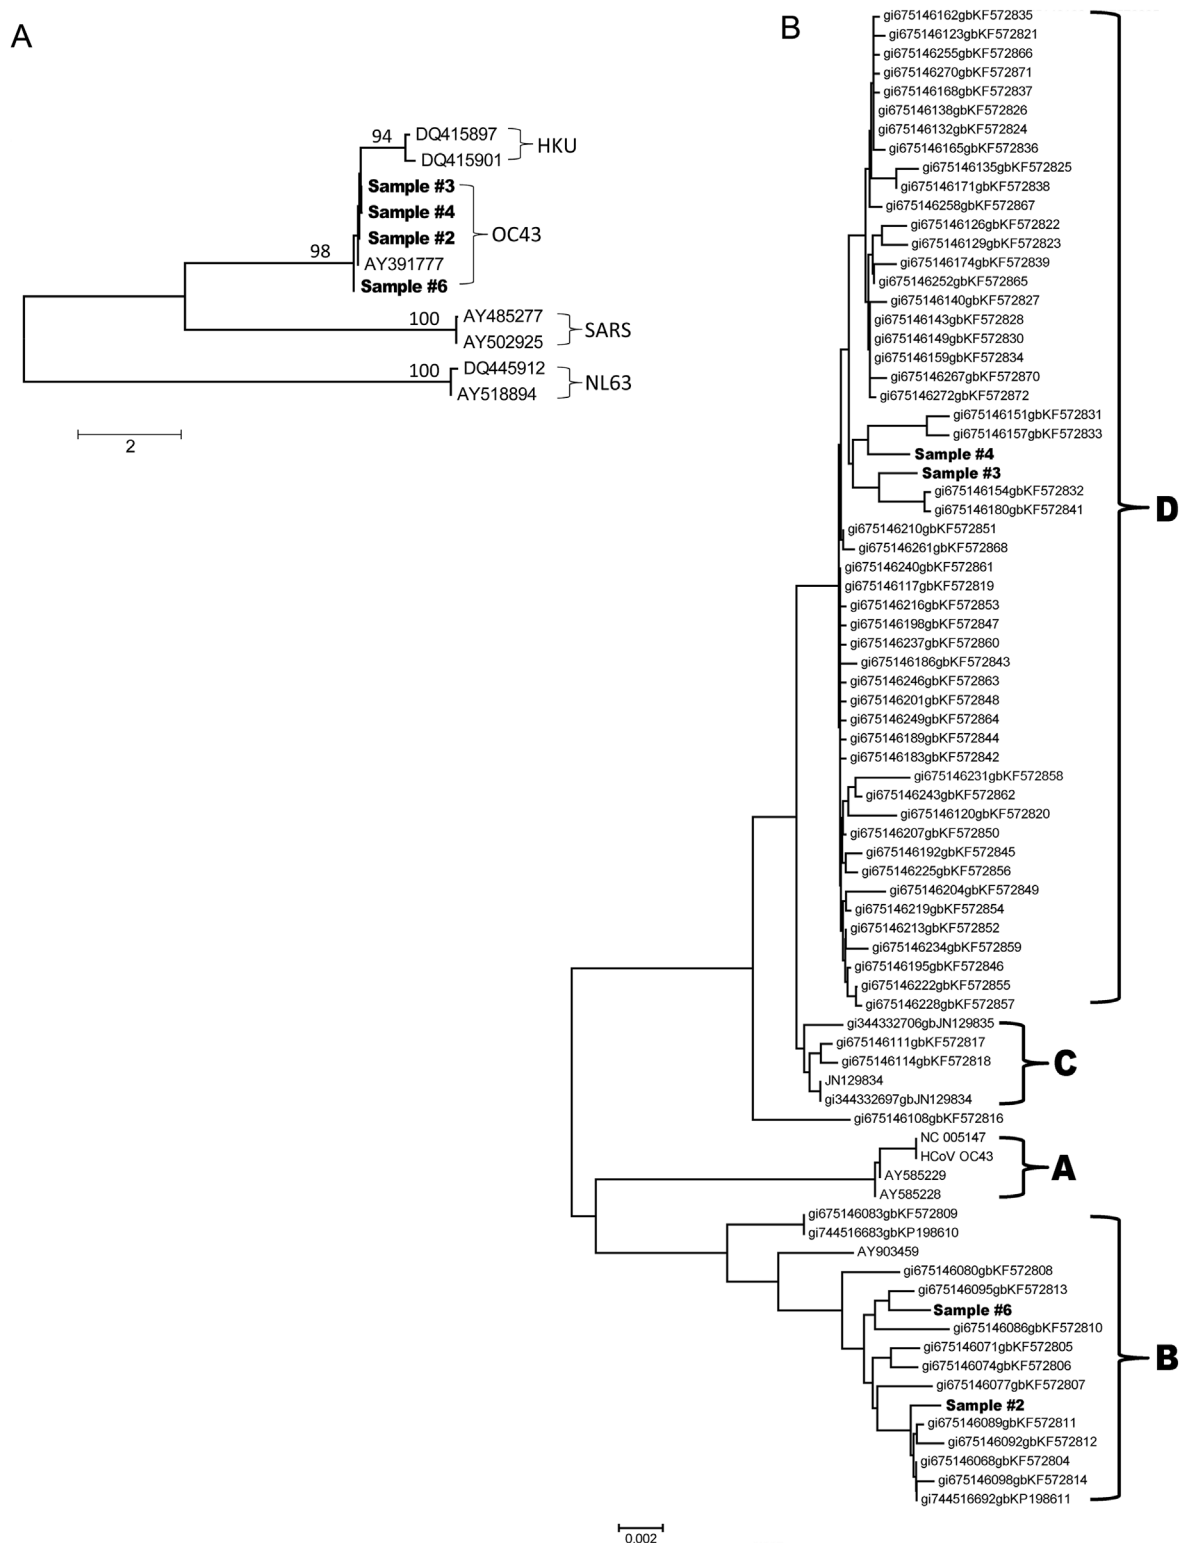 A
94
DQ415897
DQ415901
HKU
Sample #3
Sample #4
Sample #2
AY391777
Sample #6
OC43
98
100
AY485277
AY502925
SARS
100
DQ445912
AY518894
NL63
2
B
gi675146162gbKF572835
gi675146123gbKF572821
gi675146255gbKF572866
gi675146270gbKF572871
gi675146168gbKF572837
gi675146138gbKF572826
gi675146132gbKF572824
gi675146165gbKF572836
gi675146135gbKF572825
gi675146171gbKF572838
gi675146258gbKF572867
gi675146126gbKF572822
gi675146129gbKF572823
gi675146174gbKF572839
gi675146252gbKF572865
gi675146140gbKF572827
gi675146143gbKF572828
gi675146149gbKF572830
gi675146159gbKF572834
gi675146267gbKF572870
gi675146272gbKF572872
gi675146151gbKF572831
gi675146157gbKF572833
Sample #4
Sample #3
gi675146154gbKF572832
gi675146180gbKF572841
gi675146210gbKF572851
gi675146261gbKF572868
gi675146240gbKF572861
gi675146117gbKF572819
gi675146216gbKF572853
gi675146198gbKF572847
gi675146237gbKF572860
gi675146186gbKF572843
gi675146246gbKF572863
gi675146201gbKF572848
gi675146249gbKF572864
gi675146189gbKF572844
gi675146183gbKF572842
gi675146231gbKF572858
gi675146243gbKF572862
gi675146120gbKF572820
gi675146207gbKF572850
gi675146192gbKF572845
gi675146225gbKF572856
gi675146204gbKF572849
gi675146219gbKF572854
gi675146213gbKF572852
gi675146234gbKF572859
gi675146195gbKF572846
gi675146222gbKF572855
gi675146228gbKF572857
D
gi344332706gbJN129835
gi675146111gbKF572817
gi675146114gbKF572818
JN129834
gi344332697gbJN129834
C
gi675146108gbKF572816
NC 005147
HCoV OC43
AY585229
AY585228
A
gi675146083gbKF572809
gi744516683gbKP198610
AY903459
gi675146080gbKF572808
gi675146095gbKF572813
Sample #6
gi675146086gbKF572810
gi675146071gbKF572805
gi675146074gbKF572806
gi675146077gbKF572807
Sample #2
gi675146089gbKF572811
gi675146092gbKF572812
gi675146068gbKF572804
gi675146098gbKF572814
gi744516692gbKP198611
B
0.002